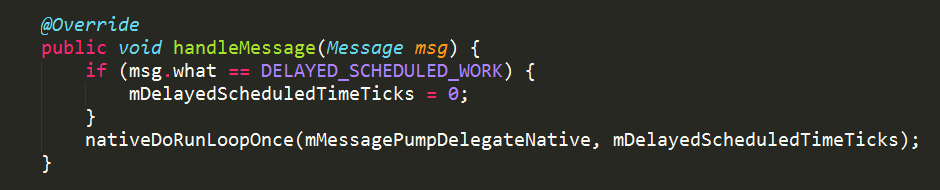 @Override
public void handleMessage(Message msg) {
if (msg.what == DELAYED_SCHEDULED_WORK) {
mDelayedScheduledTimeTicks = 0;
}
nativeDoRunLoopOnce(mMessagePumpDelegateNative, mDelayedScheduledTimeTicks);
}